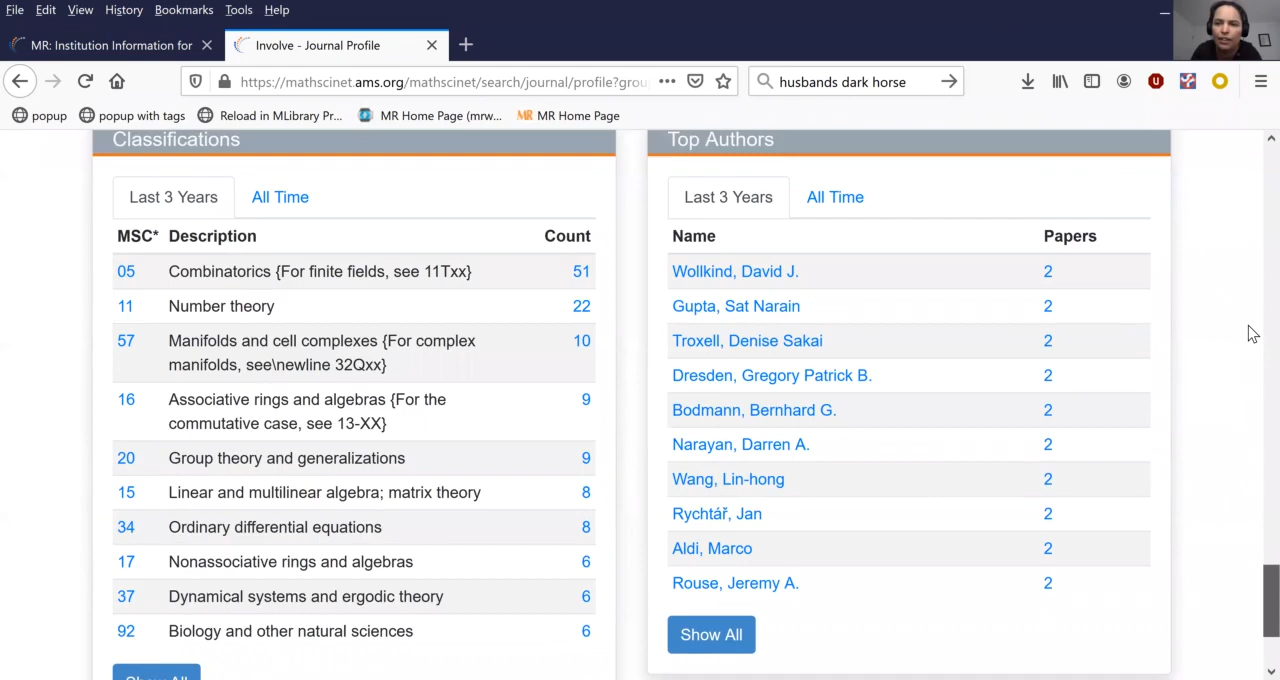 File Edit View History Bookmarks Tools Help
MR: Institution Information for
Involve - Journal Profile
https://mathscinet.ams.org/mathscinet/search/journal/profile?grou
husbands dark horse
popup
popup with tags
Reload in MLibrary Pr...
MR Home Page (mrw...
MR MR Home Page
Classifications
Last 3 Years All Time
MSC* Description Count
05 Combinatorics {For finite fields, see 11Txx} 51
11 Number theory 22
57 Manifolds and cell complexes {For complex 10
manifolds, see\newline 32Qxx}
16 Associative rings and algebras {For the 9
commutative case, see 13-XX}
20 Group theory and generalizations 9
15 Linear and multilinear algebra; matrix theory 8
34 Ordinary differential equations 8
17 Nonassociative rings and algebras 6
37 Dynamical systems and ergodic theory 6
92 Biology and other natural sciences 6
Show All
Top Authors
Last 3 Years All Time
Name Papers
Wollkind, David J. 2
Gupta, Sat Narain 2
Troxell, Denise Sakai 2
Dresden, Gregory Patrick B. 2
Bodmann, Bernhard G. 2
Narayan, Darren A. 2
Wang, Lin-hong 2
Rychtář, Jan 2
Aldi, Marco 2
Rouse, Jeremy A. 2
Show All